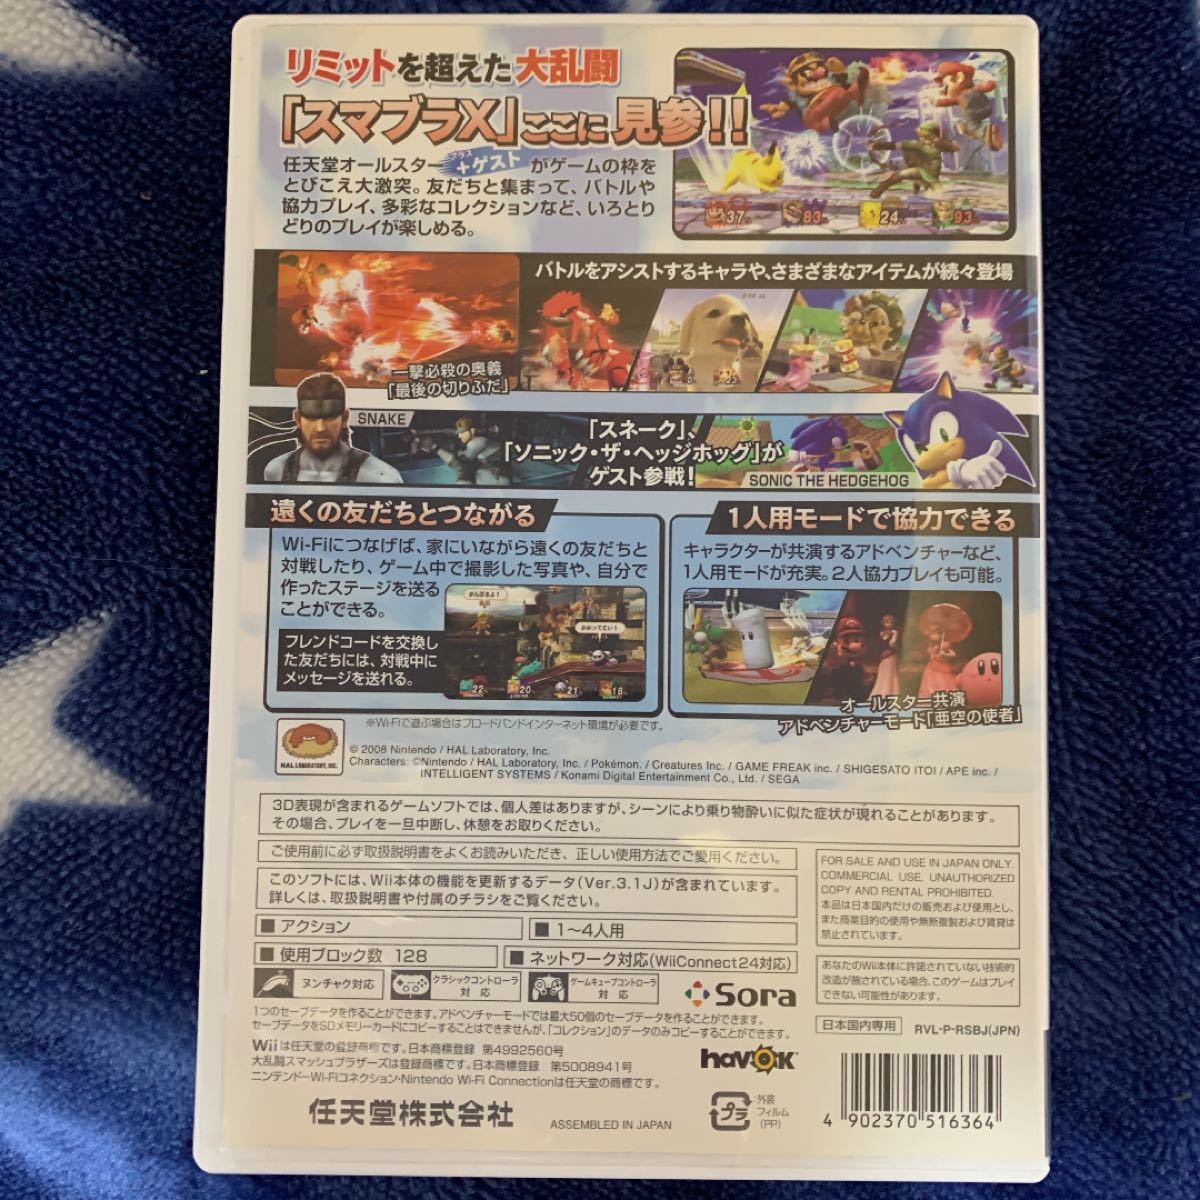 リミットを超えた大乱闘
「スマブラX」ここに見参!!
任天堂オールスター+ゲストがゲームの枠を
プラス
とびこえ大激突。友だちと集まって、バトルや
協力プレイ、多彩なコレクションなど、いろとり
どりのプレイが楽しめる。
37 83 24 93
バトルをアシストするキャラや、さまざまなアイテムが続々登場
一撃必殺の奥義
「最後の切りふだ」
SNAKE
「スネーク」、
「ソニック・ザ・ヘッジホッグ」が
ゲスト参戦!
SONIC THE HEDGEHOG
遠くの友だちとつながる
Wi-Fiにつなげば、家にいながら遠くの友だちと
対戦したり、ゲーム中で撮影した写真や、自分で
作ったステージを送る
ことができる。
フレンドコードを交換し
た友だちには、対戦中に
メッセージを送れる。
がんばるよ!
かかってこい!
22 20 21 18
※Wi-Fiで遊ぶ場合はブロードバンドインターネット環境が必要です。
1人用モードで協力できる
キャラクターが共演するアドベンチャーなど、
1人用モードが充実。2人協力プレイも可能。
オールスター共演
アドベンチャーモード「亜空の使者」
HAL LABORATORY, INC.
© 2008 Nintendo / HAL Laboratory, Inc.
Characters: ©Nintendo / HAL Laboratory, Inc. / Pokémon. / Creatures Inc. / GAME FREAK inc. / SHIGESATO ITOI / APE inc. /
INTELLIGENT SYSTEMS / Konami Digital Entertainment Co., Ltd. / SEGA
3D表現が含まれるゲームソフトでは、個人差はありますが、シーンにより乗り物酔いに似た症状が現れることがあります。
その場合、プレイを一旦中断し、休憩をお取りください。
ご使用前に必ず取扱説明書をよくお読みいただき、正しい使用方法でご愛用ください。
このソフトには、Wii本体の機能を更新するデータ(Ver.3.1J)が含まれています。
詳しくは、取扱説明書や付属のチラシをご覧ください。
■ アクション
■ 1〜4人用
■ 使用ブロック数 128
■ ネットワーク対応(WiiConnect24対応)
ヌンチャク対応
クラシックコントローラ
対応
ゲームキューブコントローラ
対応
Sora
FOR SALE AND USE IN JAPAN ONLY.
COMMERCIAL USE, UNAUTHORIZED
COPY AND RENTAL PROHIBITED.
本品は日本国内だけの販売および使用とし、
また商業目的の使用や無断複製および賃貸は
禁止されています。
あなたのWii本体に許諾されていない技術的
改造が施されている場合、このゲームはプレイ
できない可能性があります。
日本国内専用
RVL-P-RSBJ(JPN)
1つのセーブデータを作ることができます。アドベンチャーモードでは最大50個のセーブデータを作ることができます。
セーブデータをSDメモリーカードにコピーすることはできませんが、「コレクション」のデータのみコピーすることができます。
Wiiは任天堂の登録商標です。日本商標登録 第4992560号
大乱闘スマッシュブラザーズは登録商標です。日本商標登録 第5008941号
ニンテンドーWi-Fiコネクション・Nintendo Wi-Fi Connectionは任天堂の商標です。
havok
任天堂株式会社
ASSEMBLED IN JAPAN
プラ
外装
フィルム
(PP)
4 902370 516364